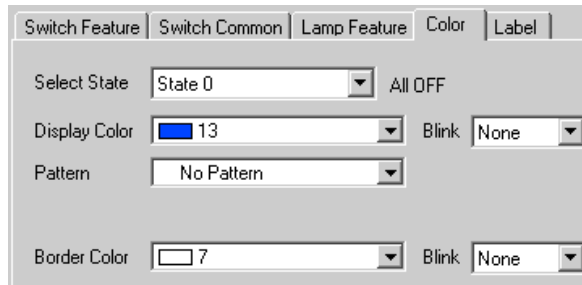 Switch Feature Switch Common Lamp Feature Color Label
Select State State 0 All OFF
Display Color 13 Blink None
Pattern No Pattern
Border Color 7 Blink None